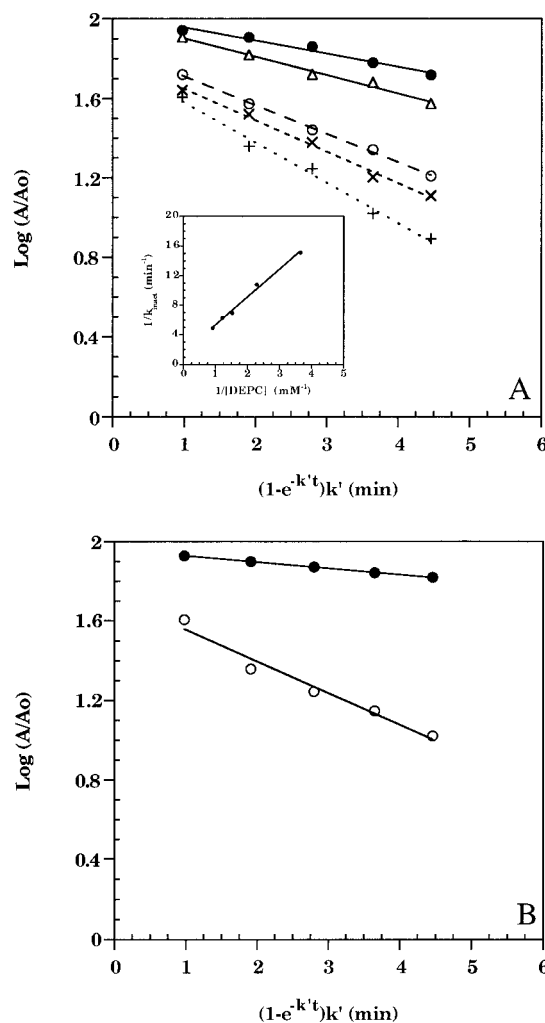 2
1.6
1.2
0.8
0.4
0
Log (A/Ao)
20
16
12
8
4
0
1/k_inact (min⁻¹)
0 1 2 3 4 5
1/[DEPC] (mM⁻¹)
A
0 1 2 3 4 5 6
(1-e^-k't)k' (min)
2
1.6
1.2
0.8
0.4
0
Log (A/Ao)
B
0 1 2 3 4 5 6
(1-e^-k't)k' (min)